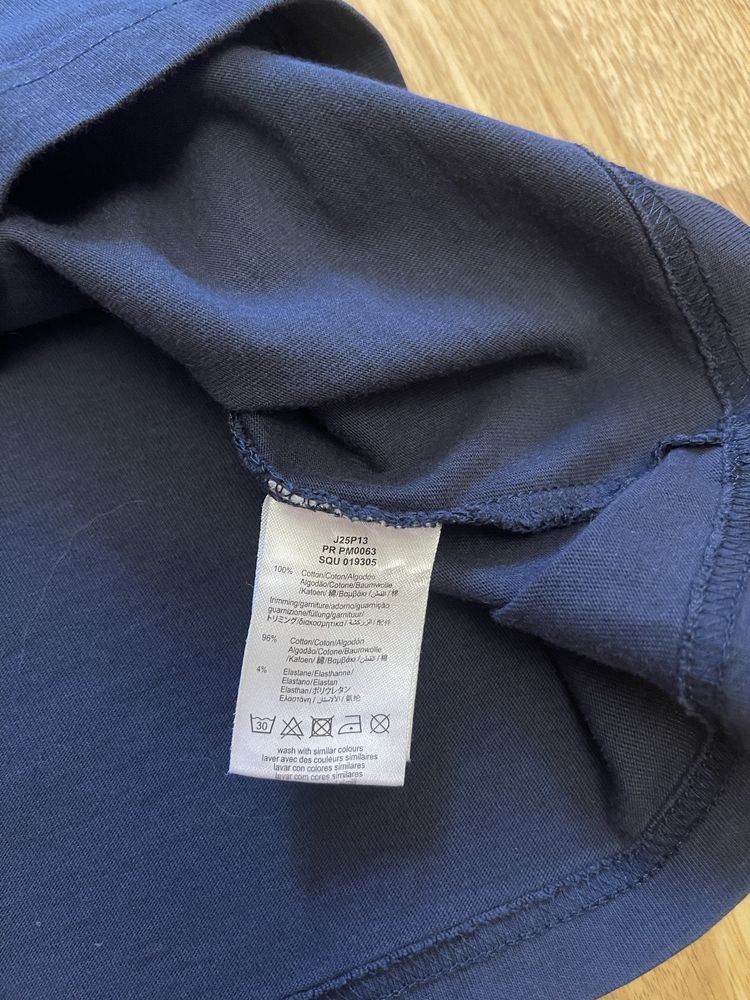 J25P13
PR PM0063
SQU 019305
100% Cotton/Coton/Algodón
Algodão/Cotone/Baumwolle
/Katoen/ 綿/Βαμβάκι / القطن/ 棉
trimming/garniture/adorno/guarnição
guarnizione/füllung/garnituur/
トリミング/διακοσμητικα / الزركشة / 配料
96% Cotton/Coton/Algodón
Algodão/Cotone/Baumwolle
/Katoen/ 綿/Βαμβάκι / القطن/ 棉
4% Elastane/Elasthanne/
Elastano/Elastan
Elasthan/ポリウレタン
Ελαστάνη / الألاستان/ 氨纶
30
wash with similar colours
laver avec des couleurs similaires
lavar con colores similares
lavar com cores similares